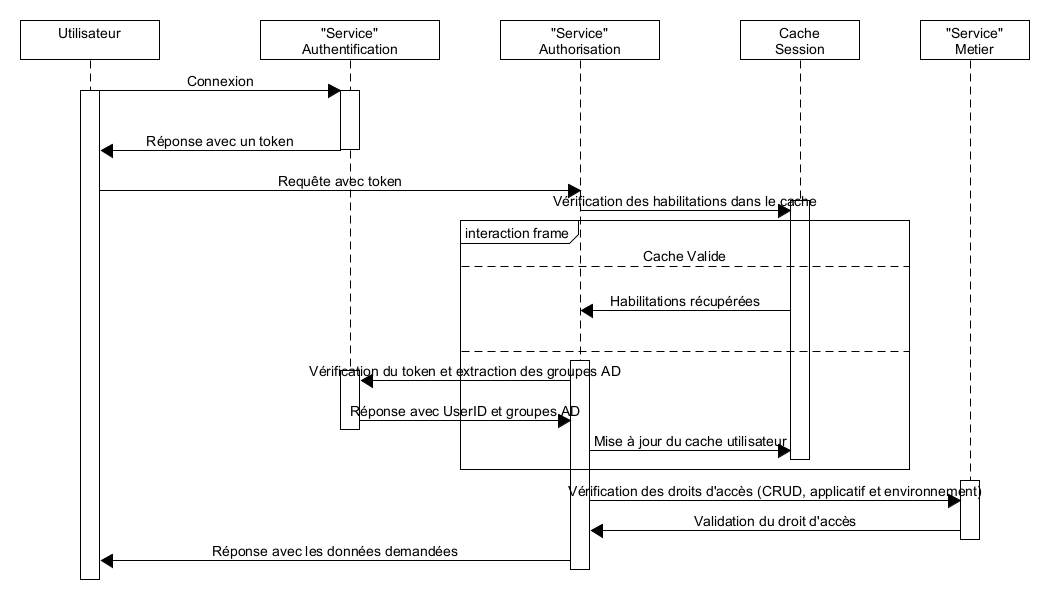 Utilisateur
"Service"
Authentification
"Service"
Authorisation
Cache
Session
"Service"
Metier
Connexion
Réponse avec un token
Requête avec token
Vérification des habilitations dans le cache
interaction frame
Cache Valide
Habilitations récupérées
Vérification du token et extraction des groupes AD
Réponse avec UserID et groupes AD
Mise à jour du cache utilisateur
Vérification des droits d'accès (CRUD, applicatif et environnement)
Validation du droit d'accès
Réponse avec les données demandées